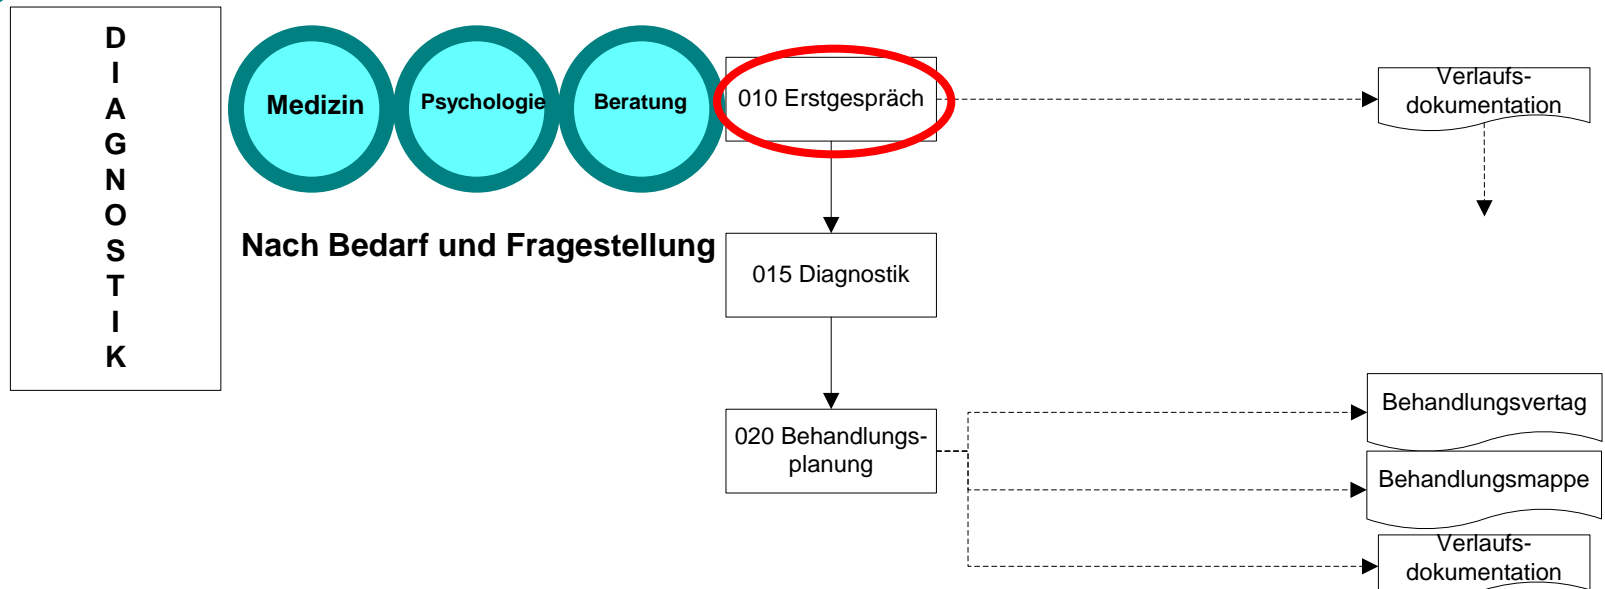 D
I
A
G
N
O
S
T
I
K
Medizin
Psychologie
Beratung
010 Erstgespräch
Verlaufs-
dokumentation
Nach Bedarf und Fragestellung
015 Diagnostik
020 Behandlungs-
planung
Behandlungsvertag
Behandlungsmappe
Verlaufs-
dokumentation